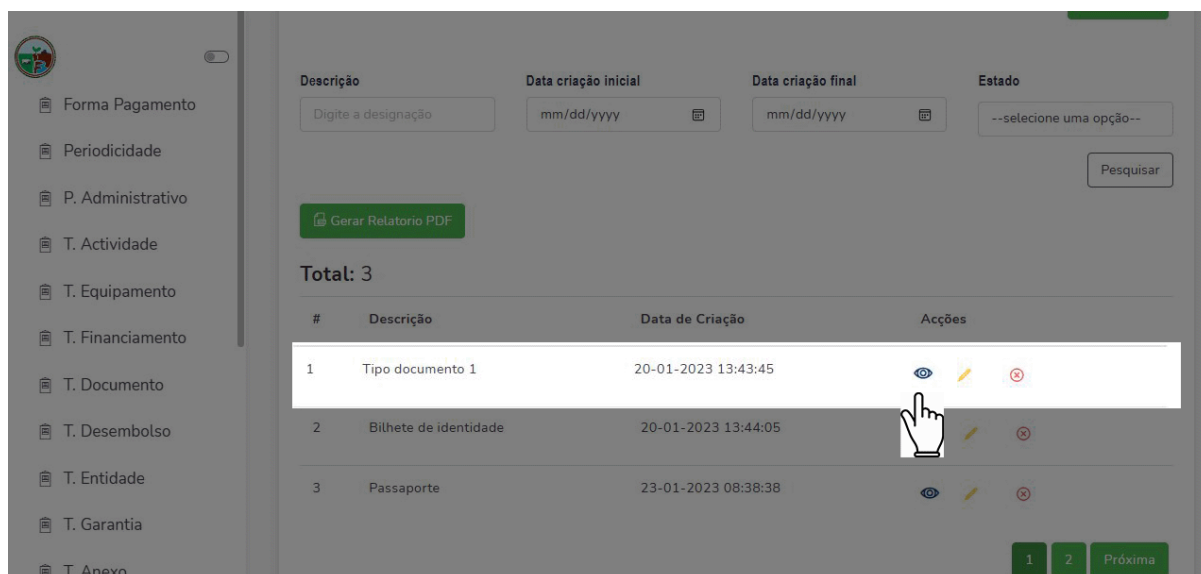 Forma Pagamento
Periodicidade
P. Administrativo
T. Actividade
T. Equipamento
T. Financiamento
T. Documento
T. Desembolso
T. Entidade
T. Garantia
T. Anexo
Descrição Data criação inicial Data criação final Estado
Digite a designação mm/dd/yyyy mm/dd/yyyy --selecione uma opção--
Pesquisar
Gerar Relatorio PDF
Total: 3
# Descrição Data de Criação Acções
1 Tipo documento 1 20-01-2023 13:43:45
2 Bilhete de identidade 20-01-2023 13:44:05
3 Passaporte 23-01-2023 08:38:38
1 2 Próxima